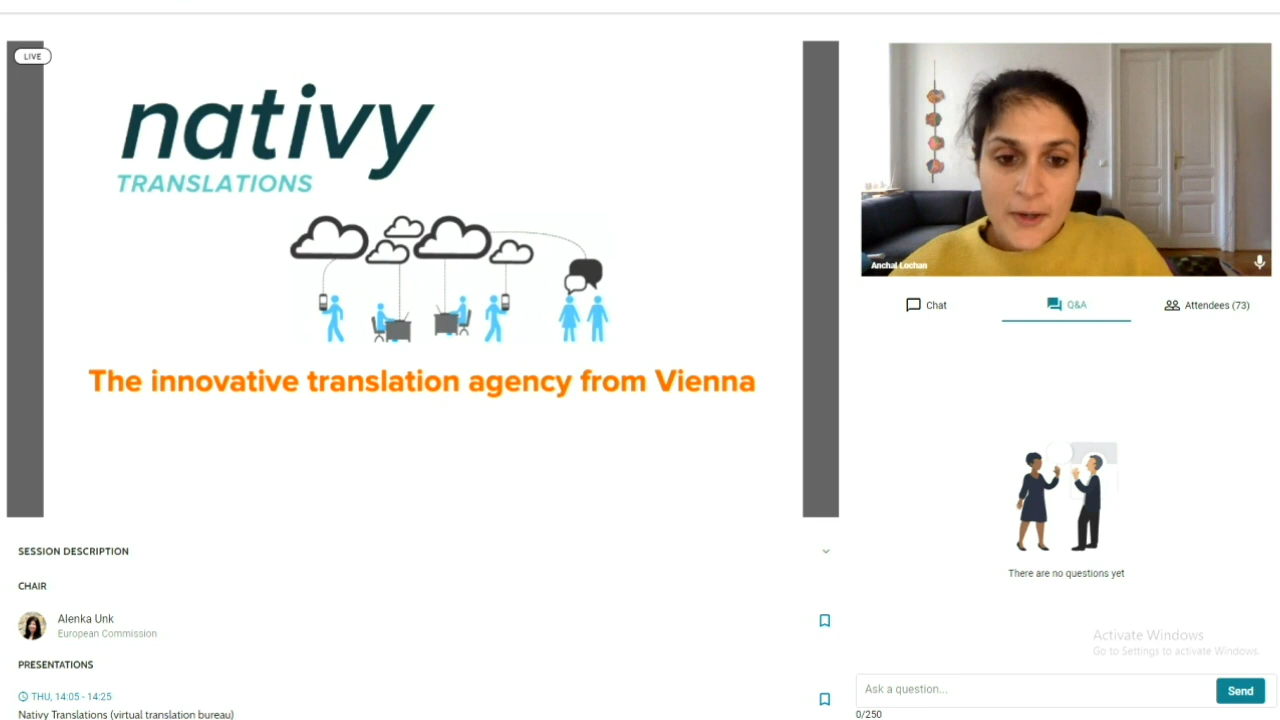 LIVE
nativy
TRANSLATIONS
The innovative translation agency from Vienna
SESSION DESCRIPTION
CHAIR
Alenka Unk
European Commission
PRESENTATIONS
THU, 14:05 - 14:25
Nativy Translations (virtual translation bureau)
Anchal Lochan
Chat
Q&A
Attendees (73)
There are no questions yet
Activate Windows
Go to Settings to activate Windows.
Ask a question...
Send
0/250